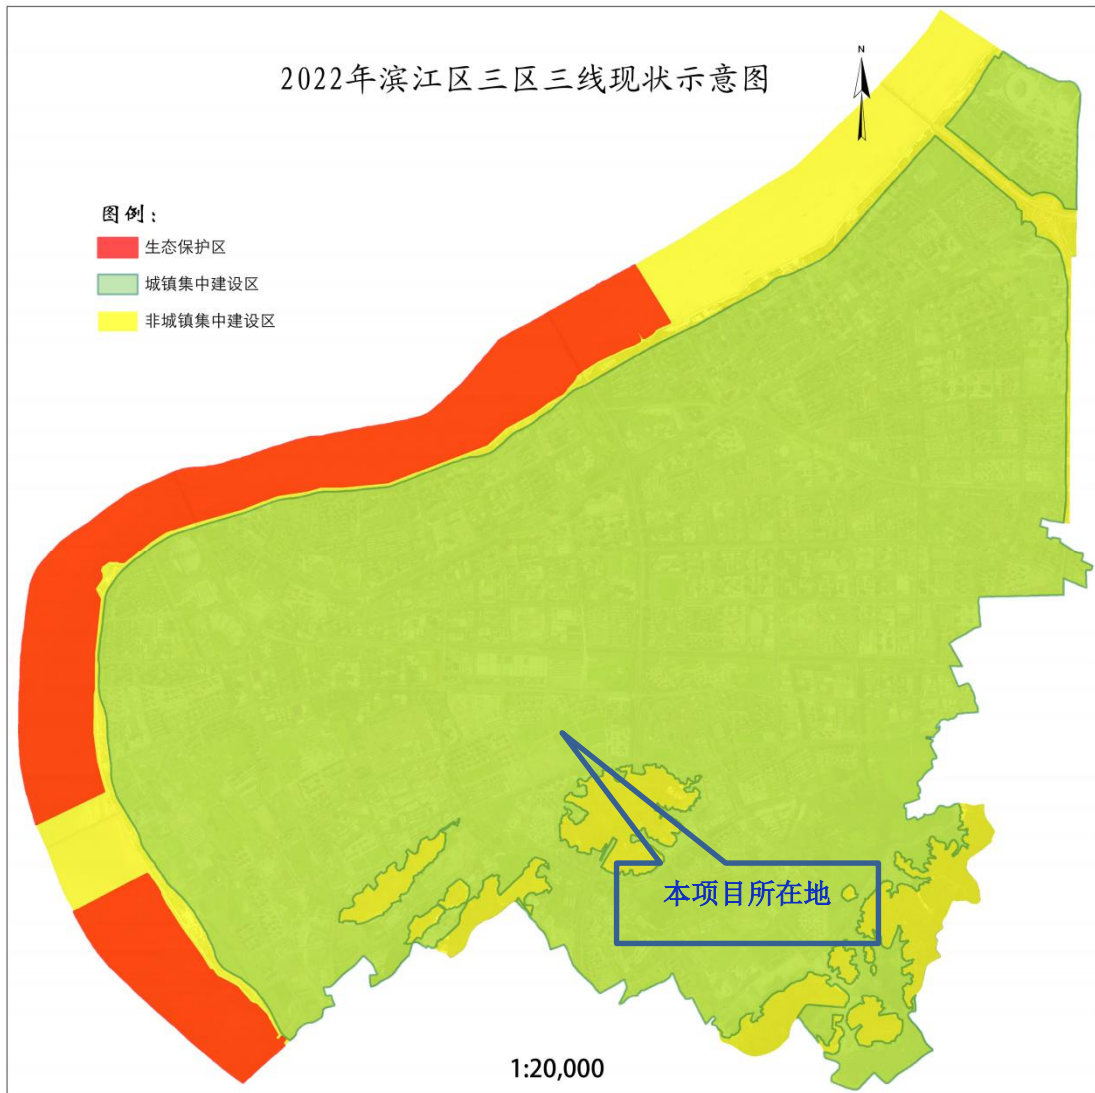 2022年滨江区三区三线现状示意图
N
图例：
生态保护区
城镇集中建设区
非城镇集中建设区
本项目所在地
1:20,000